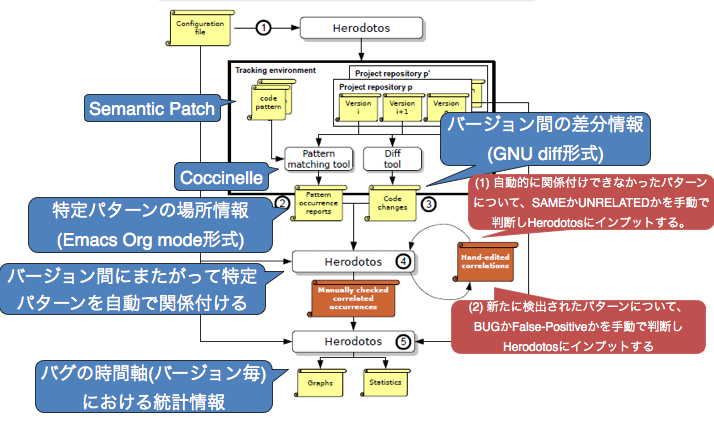 Configuration
file
1
Herodotos
Tracking environment
Project repository p'
Project repository p
Semantic Patch
code
pattern
Version
i
Version
i+1
Version
バージョン間の差分情報
(GNU diff形式)
Pattern
matching tool
Diff
tool
Coccinelle
(1) 自動的に関係付けできなかったパターン
について、SAMEかUNRELATEDかを手動で
判断しHerodotosにインプットする。
2
Pattern
occurrence
reports
Code
changes
3
特定パターンの場所情報
(Emacs Org mode形式)
Herodotos
4
Hand-edited
correlations
バージョン間にまたがって特定
パターンを自動で関係付ける
Manually checked
correlated
occurrences
(2) 新たに検出されたパターンについて、
BUGかFalse-Positiveかを手動で判断し
Herodotosにインプットする
Herodotos
5
バグの時間軸(バージョン毎)
における統計情報
Graphs
Statistics